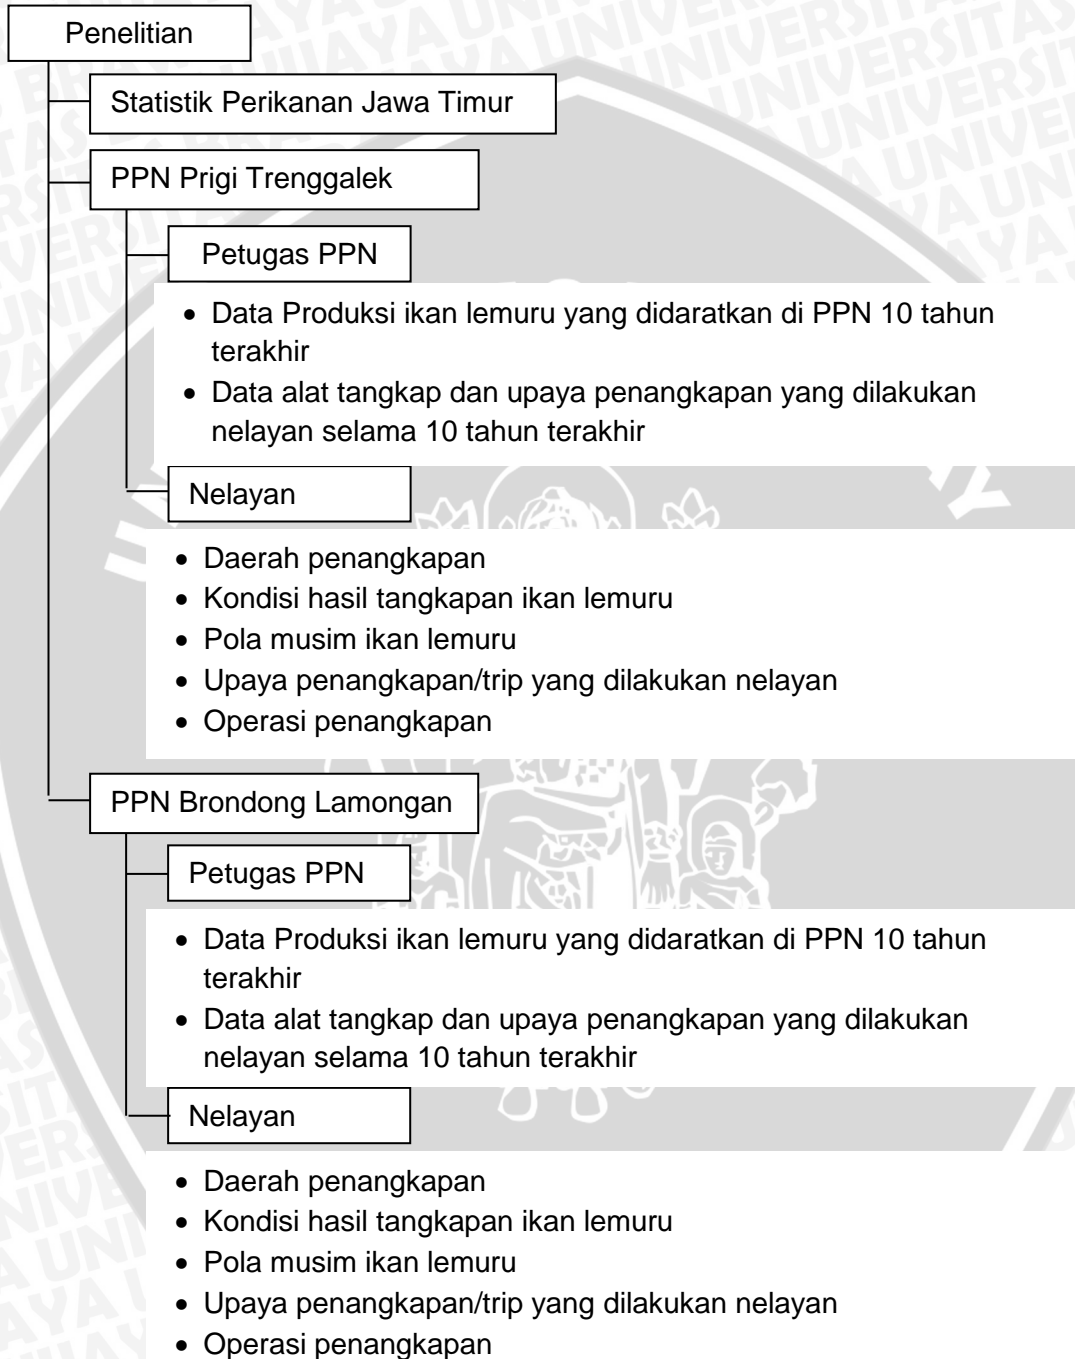 Penelitian
Statistik Perikanan Jawa Timur
PPN Prigi Trenggalek
Petugas PPN
• Data Produksi ikan lemuru yang didaratkan di PPN 10 tahun
terakhir
• Data alat tangkap dan upaya penangkapan yang dilakukan
nelayan selama 10 tahun terakhir
Nelayan
• Daerah penangkapan
• Kondisi hasil tangkapan ikan lemuru
• Pola musim ikan lemuru
• Upaya penangkapan/trip yang dilakukan nelayan
• Operasi penangkapan
PPN Brondong Lamongan
Petugas PPN
• Data Produksi ikan lemuru yang didaratkan di PPN 10 tahun
terakhir
• Data alat tangkap dan upaya penangkapan yang dilakukan
nelayan selama 10 tahun terakhir
Nelayan
• Daerah penangkapan
• Kondisi hasil tangkapan ikan lemuru
• Pola musim ikan lemuru
• Upaya penangkapan/trip yang dilakukan nelayan
• Operasi penangkapan